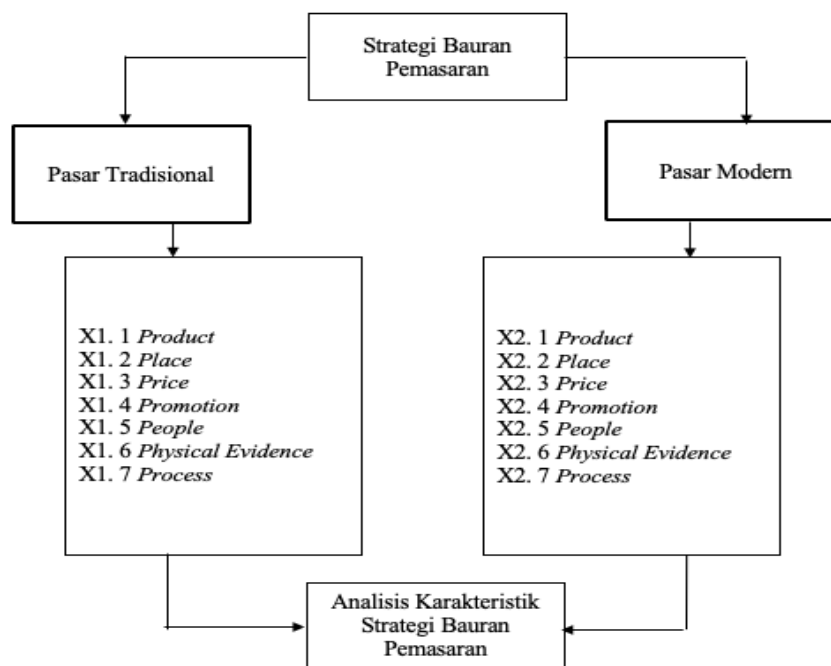 Strategi Bauran
Pemasaran
Pasar Tradisional
Pasar Modern
X1. 1 Product
X1. 2 Place
X1. 3 Price
X1. 4 Promotion
X1. 5 People
X1. 6 Physical Evidence
X1. 7 Process
X2. 1 Product
X2. 2 Place
X2. 3 Price
X2. 4 Promotion
X2. 5 People
X2. 6 Physical Evidence
X2. 7 Process
Analisis Karakteristik
Strategi Bauran
Pemasaran